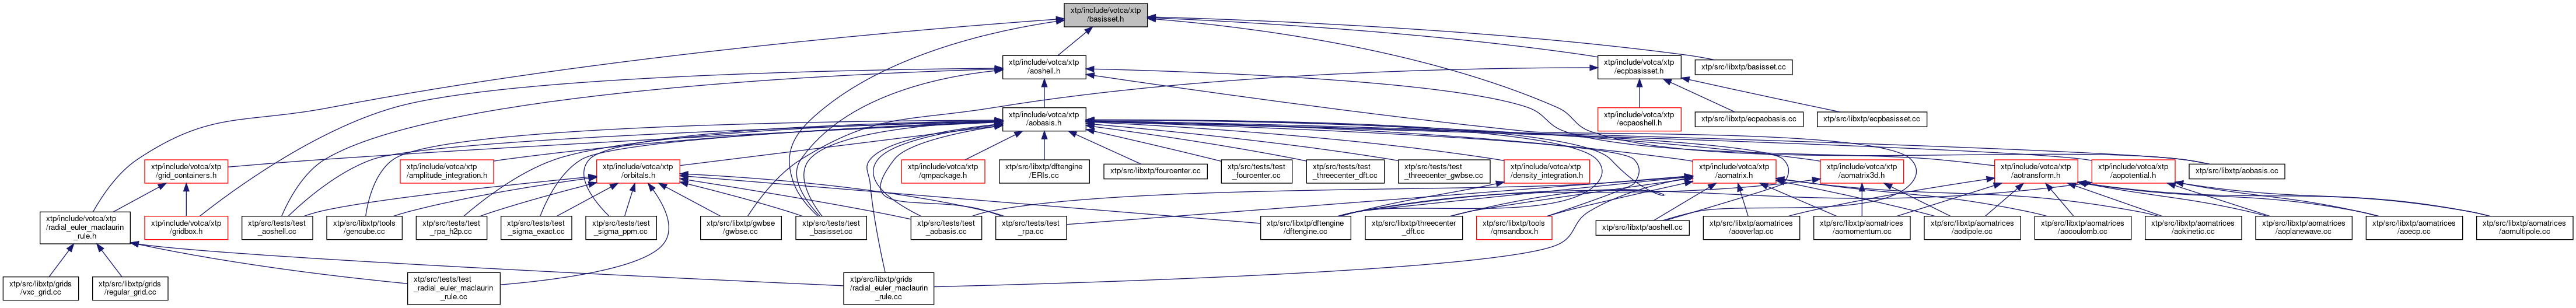 xtp/include/votca/xtp
/basisset.h
xtp/include/votca/xtp
/aoshell.h
xtp/include/votca/xtp
/ecpbasisset.h
xtp/src/libxtp/basisset.cc
xtp/include/votca/xtp
/aobasis.h
xtp/include/votca/xtp
/ecpaoshell.h
xtp/src/libxtp/ecpaobasis.cc
xtp/src/libxtp/ecpbasisset.cc
xtp/include/votca/xtp
/grid_containers.h
xtp/include/votca/xtp
/amplitude_integration.h
xtp/include/votca/xtp
/orbitals.h
xtp/include/votca/xtp
/qmpackage.h
xtp/src/libxtp/dftengine
/ERIs.cc
xtp/src/libxtp/fourcenter.cc
xtp/src/tests/test
_fourcenter.cc
xtp/src/tests/test
_threecenter_dft.cc
xtp/src/tests/test
_threecenter_gwbse.cc
xtp/include/votca/xtp
/density_integration.h
xtp/include/votca/xtp
/aomatrix.h
xtp/include/votca/xtp
/aomatrix3d.h
xtp/include/votca/xtp
/aotransform.h
xtp/include/votca/xtp
/aopotential.h
xtp/src/libxtp/aobasis.cc
xtp/include/votca/xtp
/radial_euler_maclaurin
_rule.h
xtp/include/votca/xtp
/gridbox.h
xtp/src/tests/test
_aoshell.cc
xtp/src/libxtp/tools
/gencube.cc
xtp/src/tests/test
_rpa_h2p.cc
xtp/src/tests/test
_sigma_exact.cc
xtp/src/tests/test
_sigma_ppm.cc
xtp/src/libxtp/gwbse
/gwbse.cc
xtp/src/tests/test
_basisset.cc
xtp/src/tests/test
_aobasis.cc
xtp/src/tests/test
_rpa.cc
xtp/src/libxtp/dftengine
/dftengine.cc
xtp/src/libxtp/threecenter
_dft.cc
xtp/src/libxtp/tools
/qmsandbox.h
xtp/src/libxtp/aoshell.cc
xtp/src/libxtp/aomatrices
/aooverlap.cc
xtp/src/libxtp/aomatrices
/aomomentum.cc
xtp/src/libxtp/aomatrices
/aodipole.cc
xtp/src/libxtp/aomatrices
/aocoulomb.cc
xtp/src/libxtp/aomatrices
/aokinetic.cc
xtp/src/libxtp/aomatrices
/aoplanewave.cc
xtp/src/libxtp/aomatrices
/aoecp.cc
xtp/src/libxtp/aomatrices
/aomultipole.cc
xtp/src/libxtp/grids
/vxc_grid.cc
xtp/src/libxtp/grids
/regular_grid.cc
xtp/src/tests/test
_radial_euler_maclaurin
_rule.cc
xtp/src/libxtp/grids
/radial_euler_maclaurin
_rule.cc